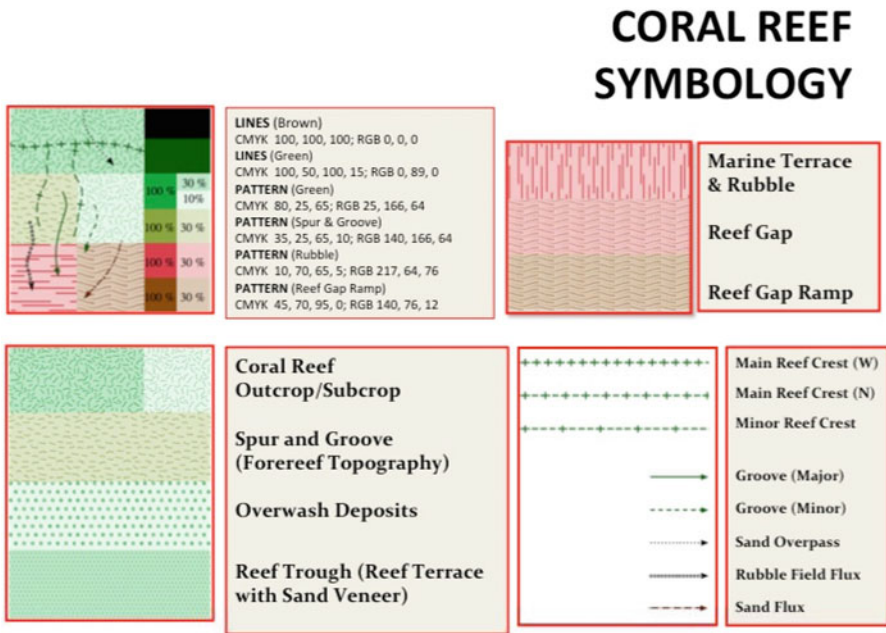 CORAL REEF
SYMBOLOGY
100 %
30 %
10%
100 %
30 %
100 %
30 %
100 %
30 %
LINES (Brown)
CMYK 100, 100, 100; RGB 0, 0, 0
LINES (Green)
CMYK 100, 50, 100, 15; RGB 0, 89, 0
PATTERN (Green)
CMYK 80, 25, 65; RGB 25, 166, 64
PATTERN (Spur & Groove)
CMYK 35, 25, 65, 10; RGB 140, 166, 64
PATTERN (Rubble)
CMYK 10, 70, 65, 5; RGB 217, 64, 76
PATTERN (Reef Gap Ramp)
CMYK 45, 70, 95, 0; RGB 140, 76, 12
Marine Terrace
& Rubble
Reef Gap
Reef Gap Ramp
Coral Reef
Outcrop/Subcrop
Spur and Groove
(Forereef Topography)
Overwash Deposits
Reef Trough (Reef Terrace
with Sand Veneer)
Main Reef Crest (W)
Main Reef Crest (N)
Minor Reef Crest
Groove (Major)
Groove (Minor)
Sand Overpass
Rubble Field Flux
Sand Flux